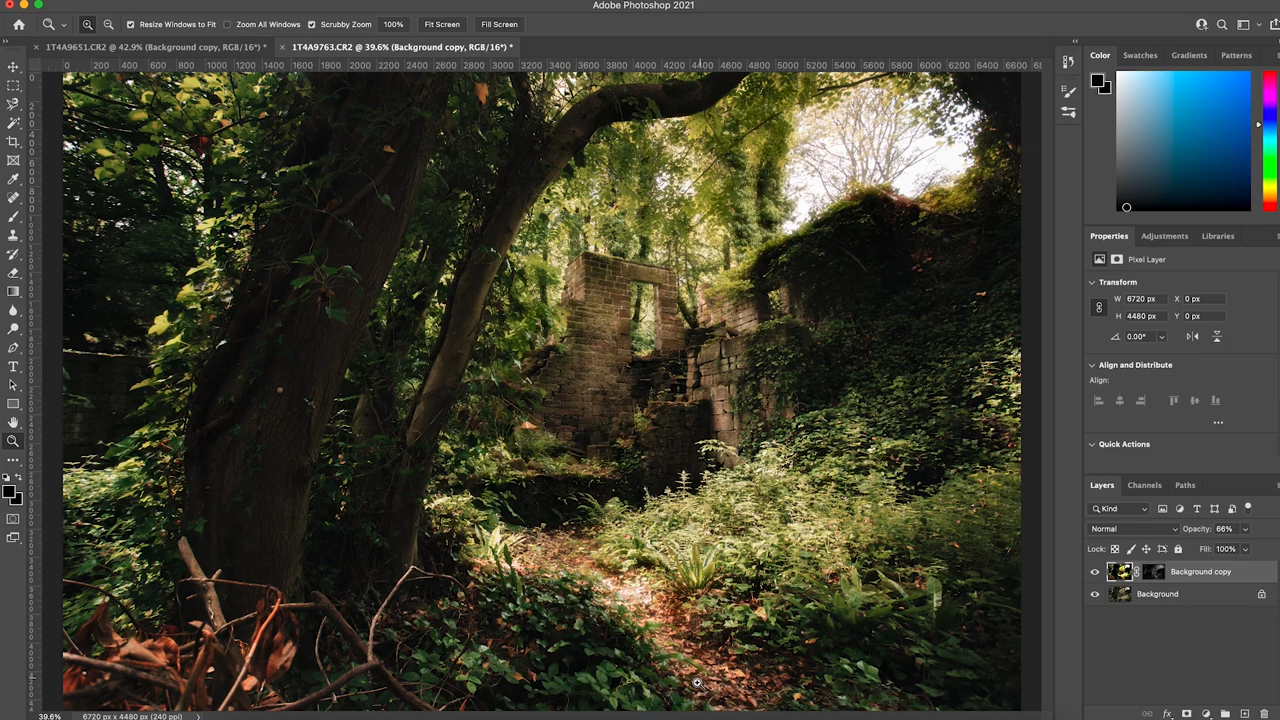 Adobe Photoshop 2021
Resize Windows to Fit Zoom All Windows Scrubby Zoom 100% Fit Screen Fill Screen
1T4A9651.CR2 @ 42.9% (Background copy, RGB/16*) * 1T4A9763.CR2 @ 39.6% (Background copy, RGB/16*) *
0 200 400 600 800 1000 1200 1400 1600 1800 2000 2200 2400 2600 2800 3000 3200 3400 3600 3800 4000 4200 4400 4600 4800 5000 5200 5400 5600 5800 6000 6200 6400 6600
Color Swatches Gradients Patterns
Properties Adjustments Libraries
Pixel Layer
Transform
W 6720 px X 0 px
H 4480 px Y 0 px
0.00°
Align and Distribute
Align:
Quick Actions
Layers Channels Paths
Kind
Normal Opacity: 66%
Lock: Fill: 100%
Background copy
Background
39.6% 6720 px x 4480 px (240 ppi)